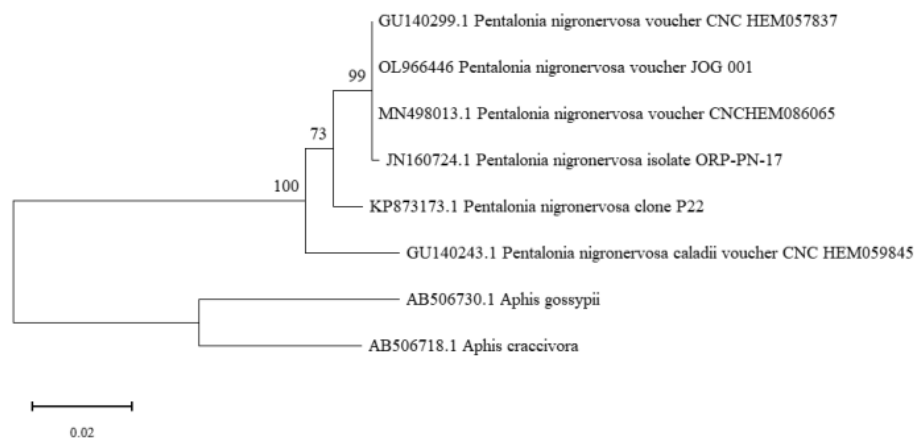 GU140299.1 Pentalonia nigronervosa voucher CNC HEM057837
OL966446 Pentalonia nigronervosa voucher JOG 001
99
MN498013.1 Pentalonia nigronervosa voucher CNCHEM086065
73
JN160724.1 Pentalonia nigronervosa isolate ORP-PN-17
100
KP873173.1 Pentalonia nigronervosa clone P22
GU140243.1 Pentalonia nigronervosa caladii voucher CNC HEM059845
AB506730.1 Aphis gossypii
AB506718.1 Aphis craccivora
0.02